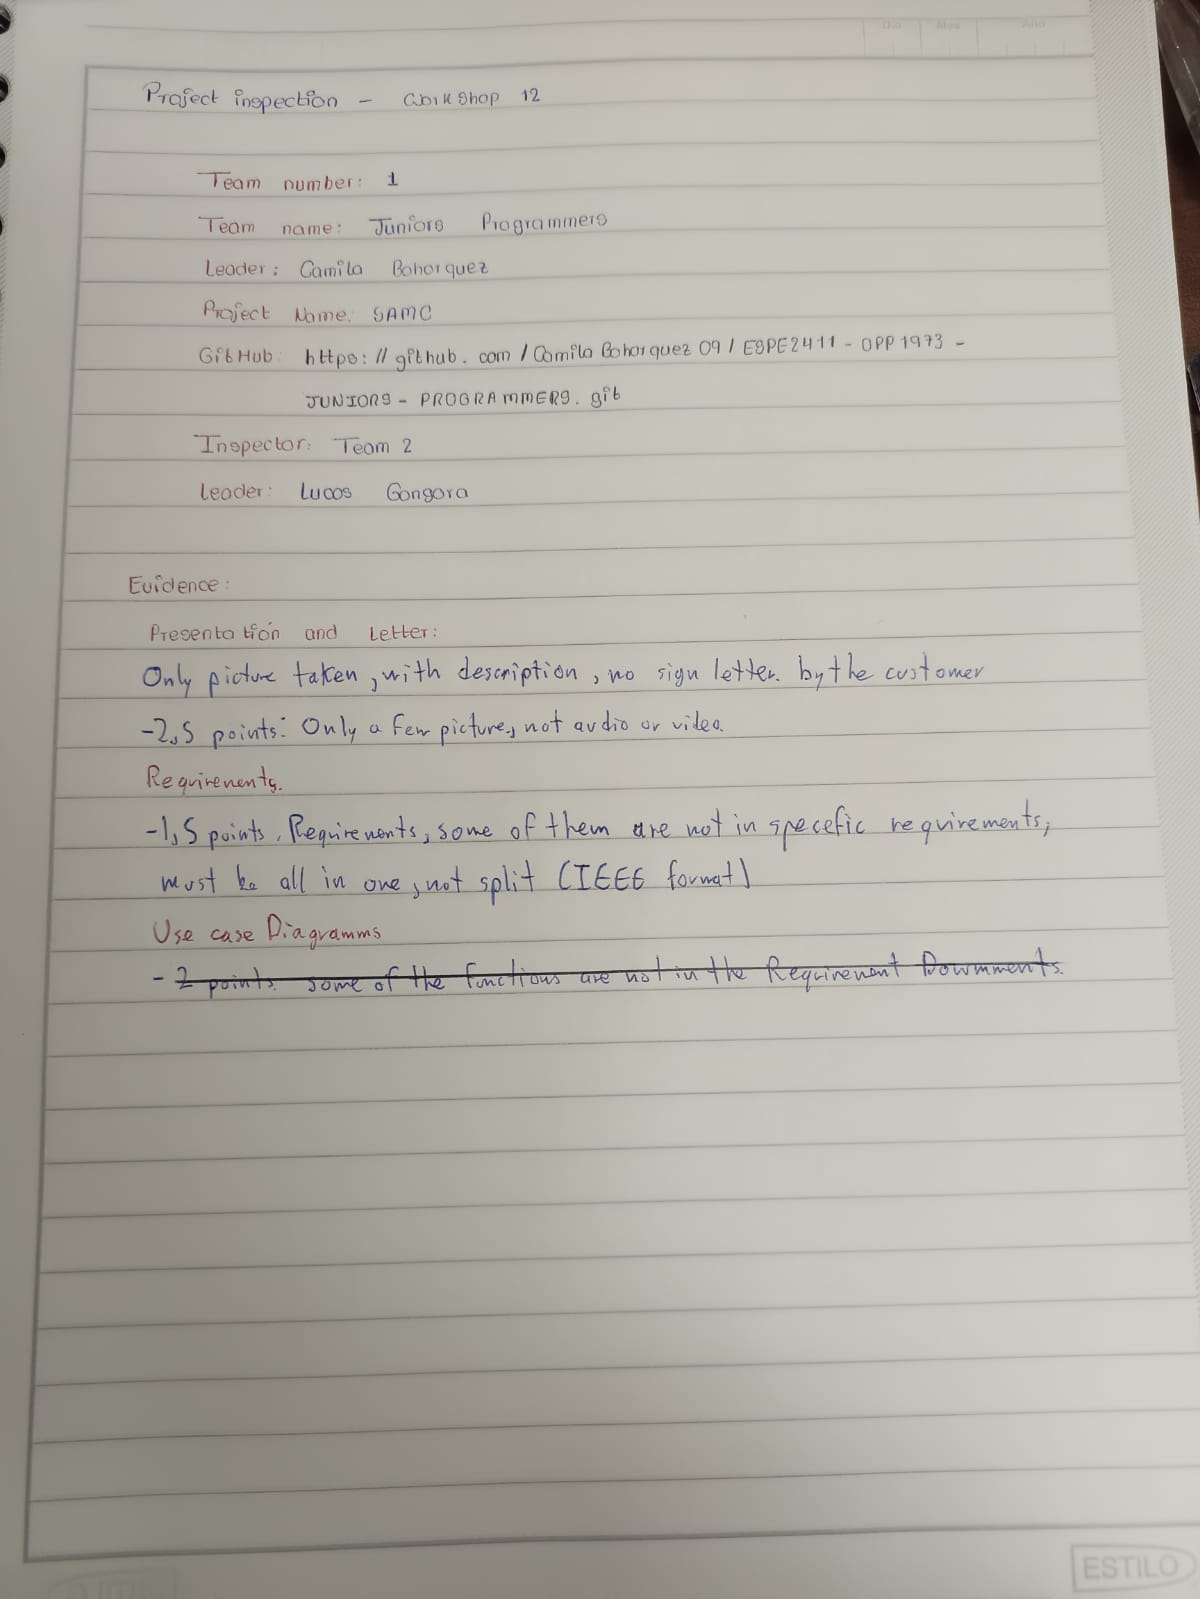 Dia Mes Año
Project inspection - Workshop 12
Team number: 1
Team name: Juniors Programmers
Leader: Camila Bohorquez
Project Name: SAMC
GitHub: https://github.com/CamilaBohorquez09/ESPE2411-OPP1973-
JUNIORS-PROGRAMMERS.git
Inspector: Team 2
Leader: Lucas Gongora
Evidence:
Presentation and Letter:
Only picture taken, with description, no sign letter. by the customer
-2,5 points: Only a few picture, not audio or video.
Requirements.
-1,5 points. Requirements, some of them are not in specefic requirements,
must be all in one, not split (IEEE format)
Use case Diagramms
- 2 points. some of the functions are not in the Requirement Dowmments.
ESTILO